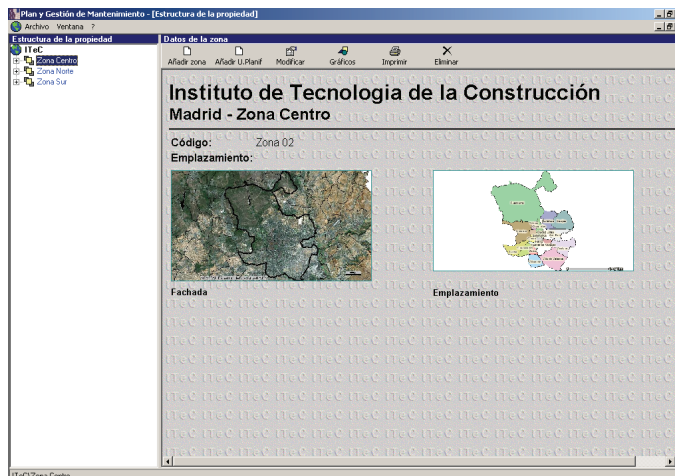 Plan y Gestión de Mantenimiento - [Estructura de la propiedad]
Archivo Ventana ?
Estructura de la propiedad
Datos de la zona
ITeC
Zona Centro
Zona Norte
Zona Sur
Añadir zona Añadir U.Planif Modificar Gráficos Imprimir Eliminar
Instituto de Tecnologia de la Construcción
Madrid - Zona Centro
Código: Zona 02
Emplazamiento:
Fachada
Emplazamiento
ITeC\Zona Centro